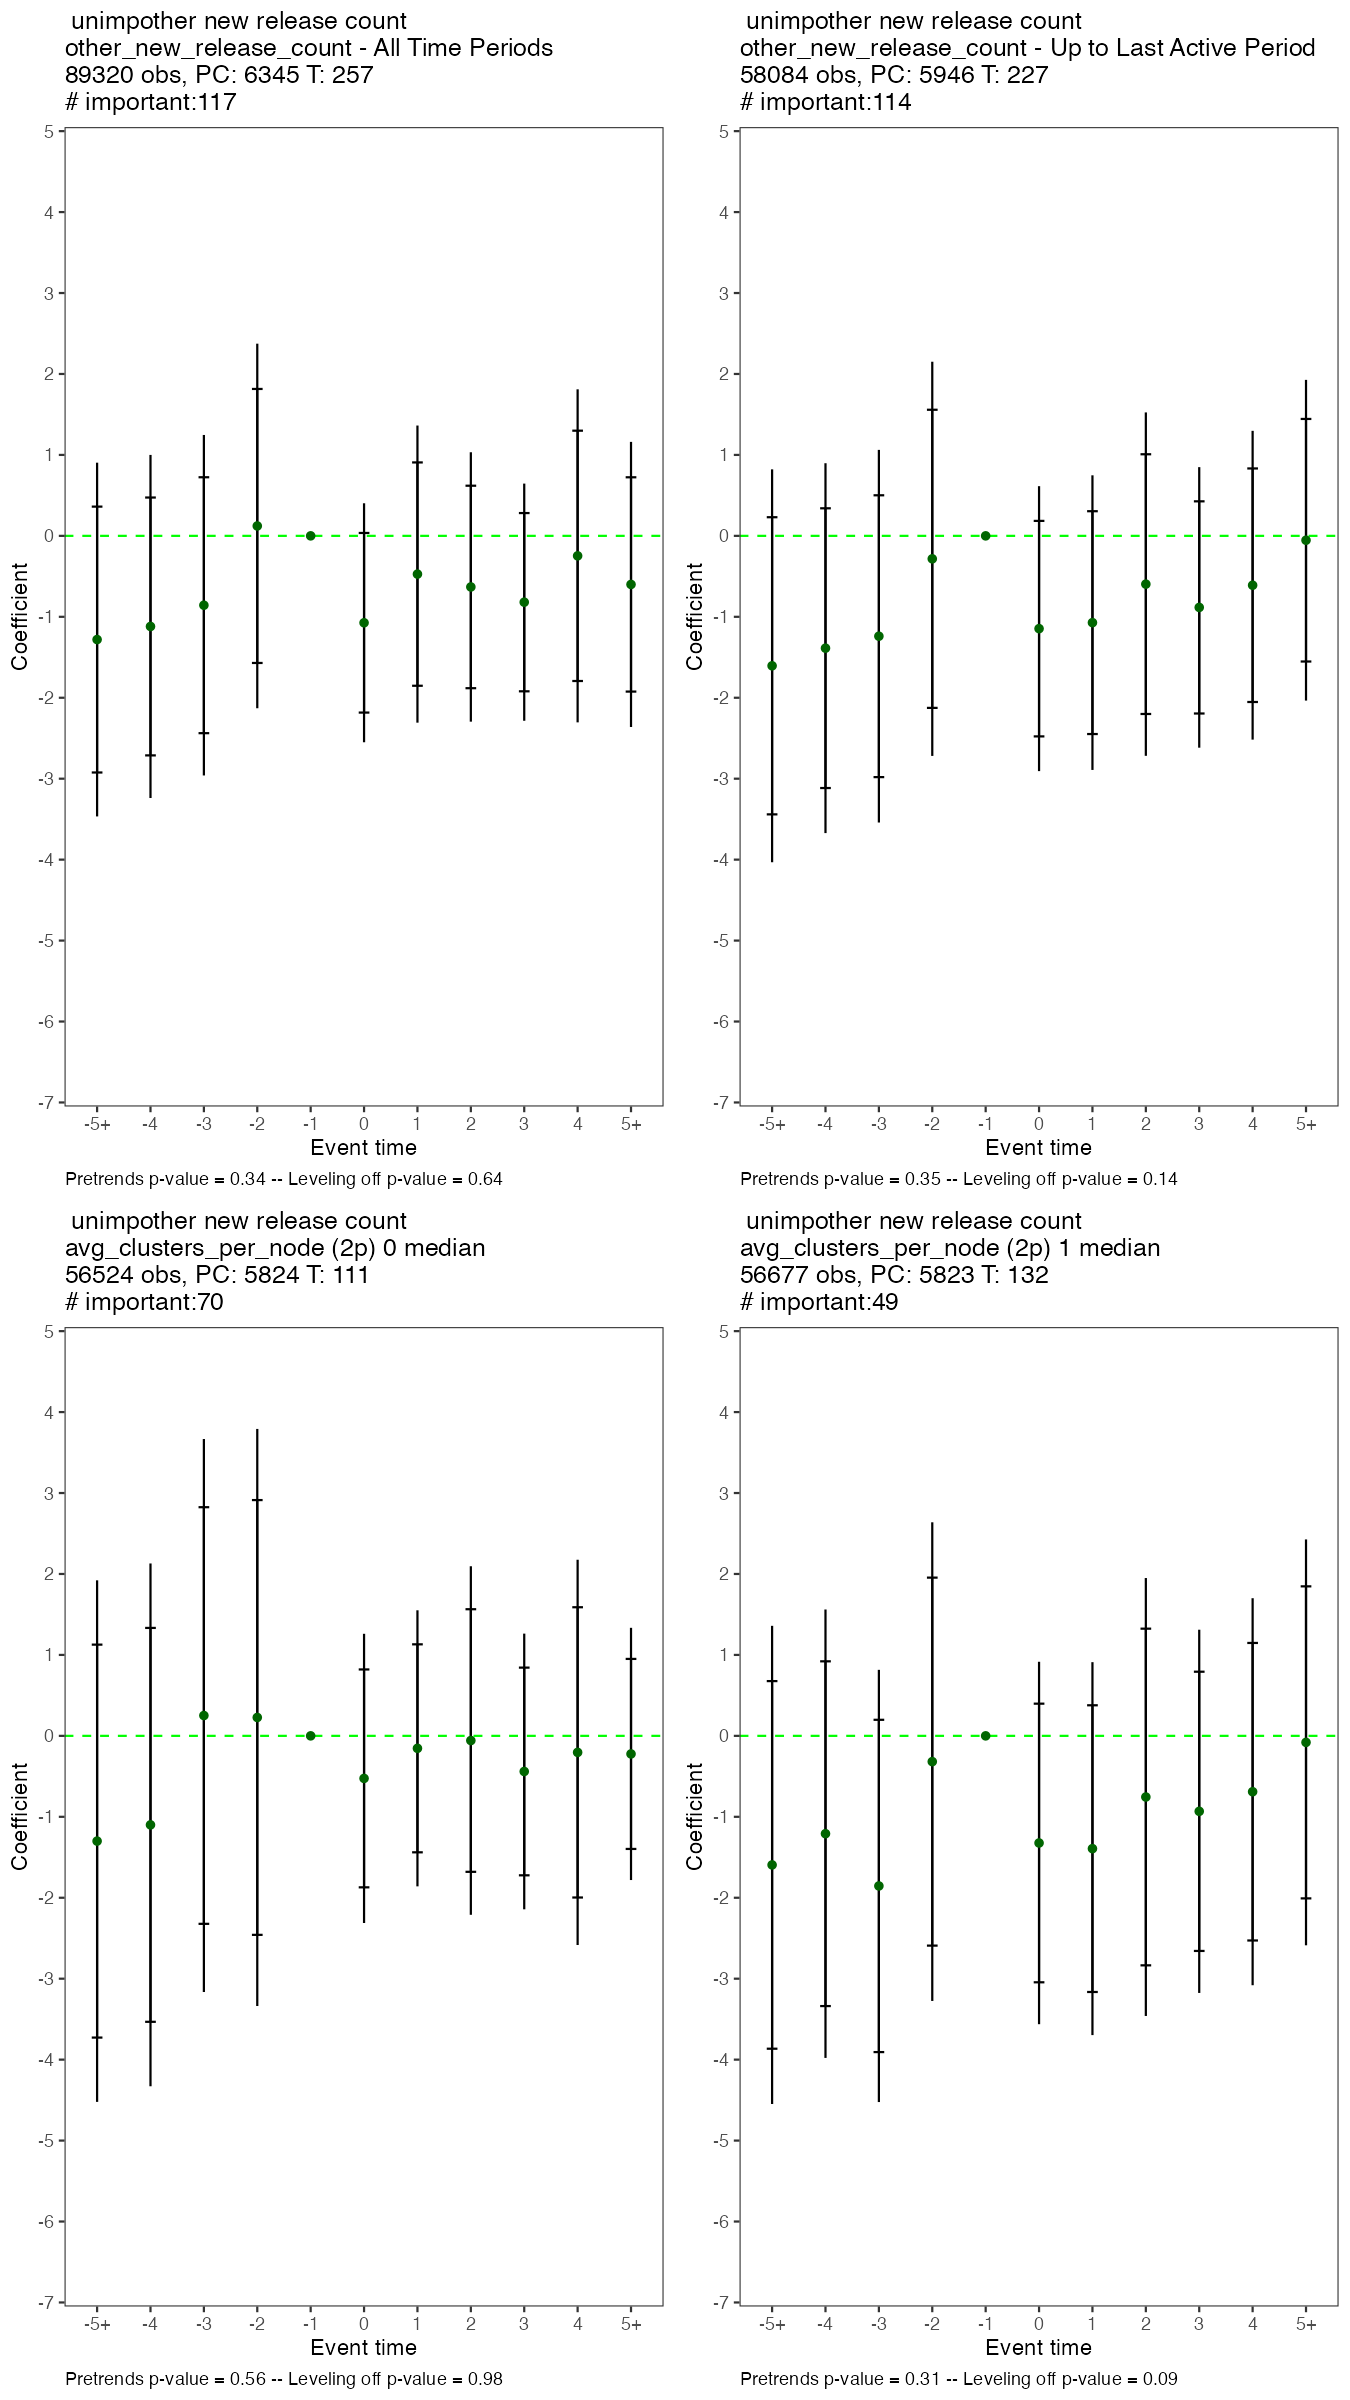 unimpother new release count
other_new_release_count - All Time Periods
89320 obs, PC: 6345 T: 257
# important:117
5
4
3
2
1
0
-1
-2
-3
-4
-5
-6
-7
Coefficient
-5+ -4 -3 -2 -1 0 1 2 3 4 5+
Event time
Pretrends p-value = 0.34 -- Leveling off p-value = 0.64
unimpother new release count
other_new_release_count - Up to Last Active Period
58084 obs, PC: 5946 T: 227
# important:114
5
4
3
2
1
0
-1
-2
-3
-4
-5
-6
-7
Coefficient
-5+ -4 -3 -2 -1 0 1 2 3 4 5+
Event time
Pretrends p-value = 0.35 -- Leveling off p-value = 0.14
unimpother new release count
avg_clusters_per_node (2p) 0 median
56524 obs, PC: 5824 T: 111
# important:70
5
4
3
2
1
0
-1
-2
-3
-4
-5
-6
-7
Coefficient
-5+ -4 -3 -2 -1 0 1 2 3 4 5+
Event time
Pretrends p-value = 0.56 -- Leveling off p-value = 0.98
unimpother new release count
avg_clusters_per_node (2p) 1 median
56677 obs, PC: 5823 T: 132
# important:49
5
4
3
2
1
0
-1
-2
-3
-4
-5
-6
-7
Coefficient
-5+ -4 -3 -2 -1 0 1 2 3 4 5+
Event time
Pretrends p-value = 0.31 -- Leveling off p-value = 0.09